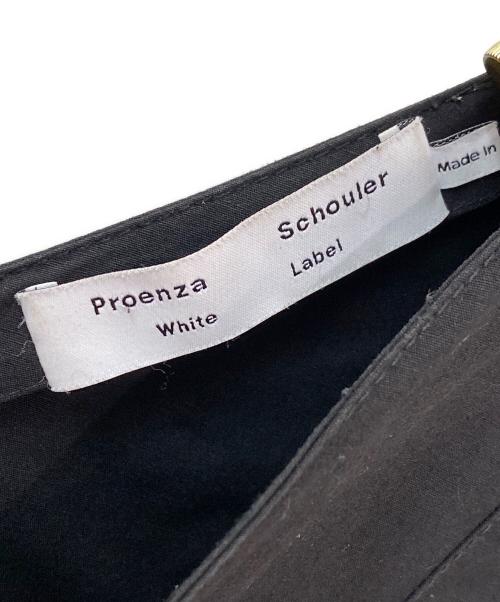 Proenza Schouler
White Label
Made in